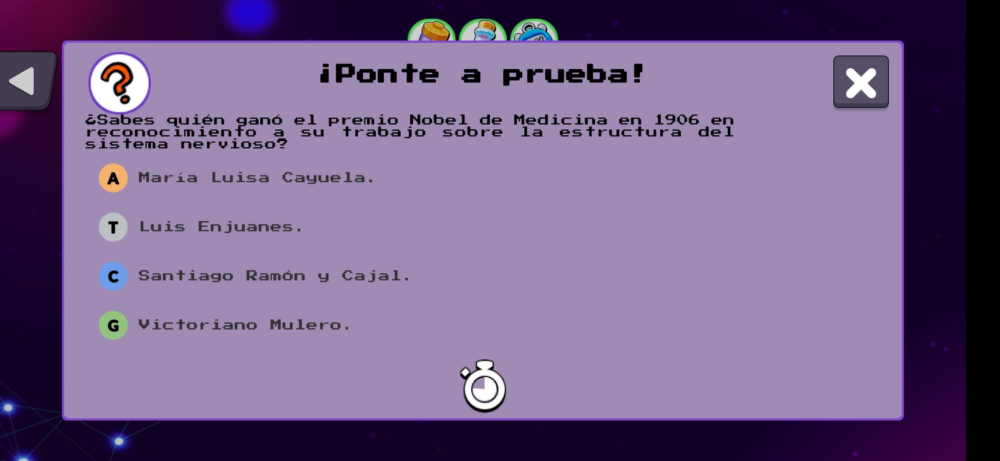 ¡Ponte a prueba!
¿Sabes quién ganó el premio Nobel de Medicina en 1906 en
reconocimiento a su trabajo sobre la estructura del
sistema nervioso?
A María Luisa Cayuela.
T Luis Enjuanes.
C Santiago Ramón y Cajal.
G Victoriano Mulero.